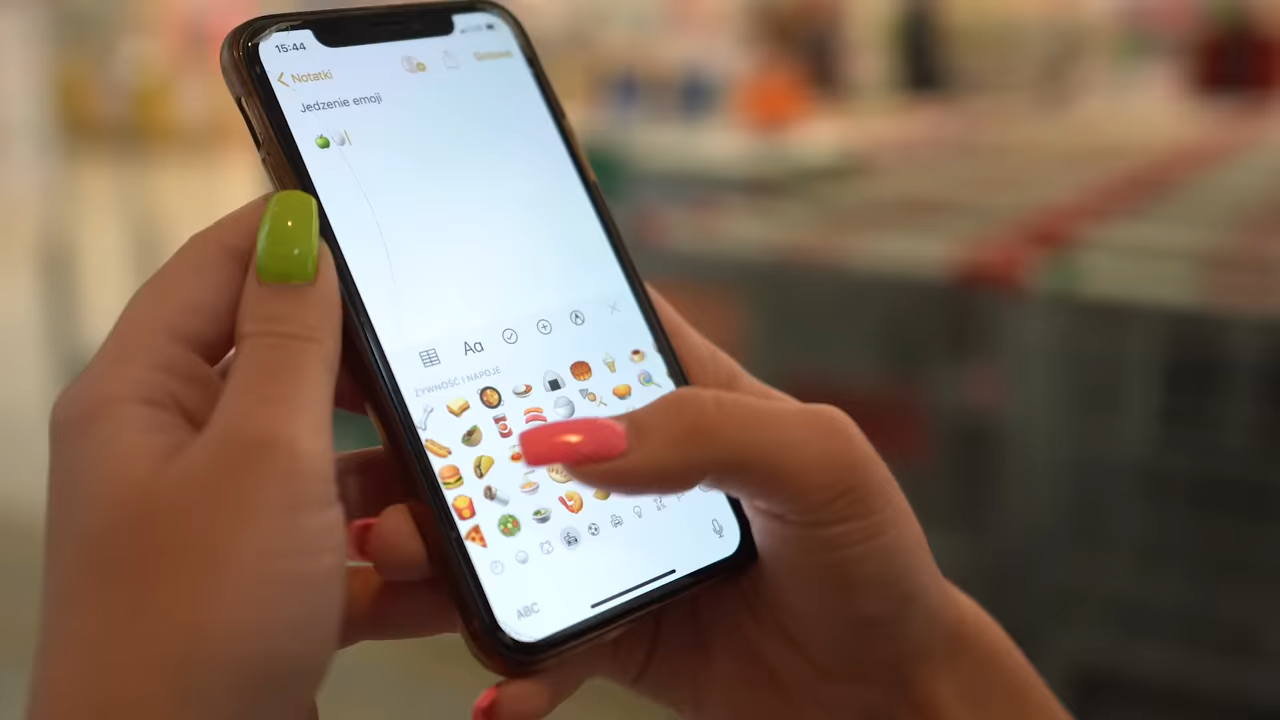 15:44
Notatki
Jedzenie emoji
🍏
Aa
ŻYWNOŚĆ I NAPOJE
ABC